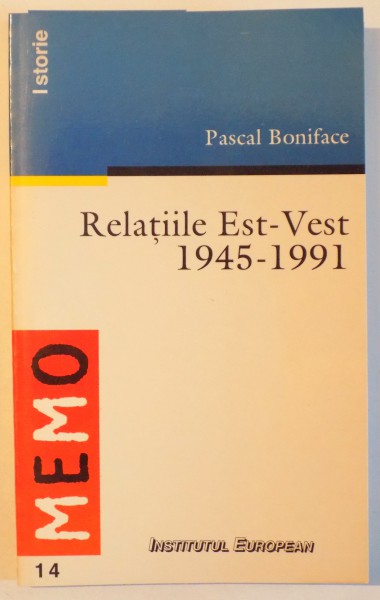 Istorie
Pascal Boniface
Relațiile Est-Vest
1945-1991
MEMO
INSTITUTUL EUROPEAN
14